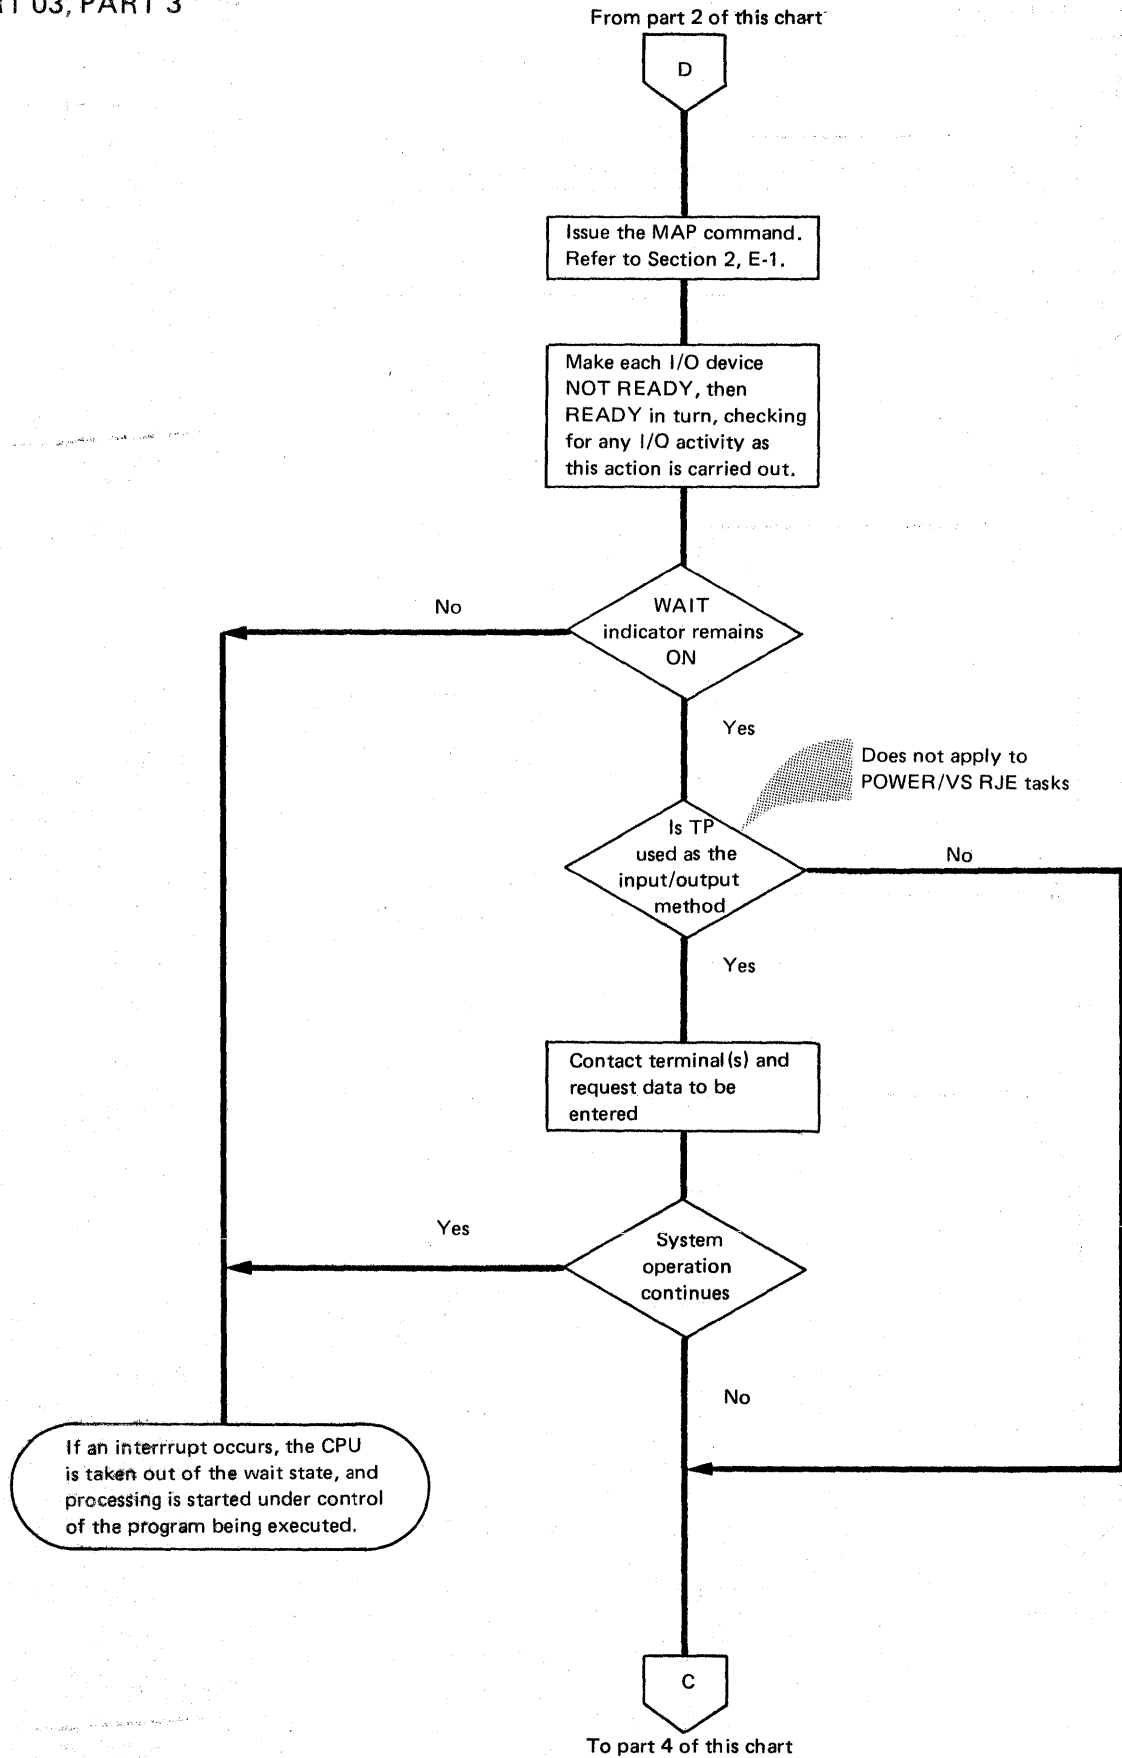 03, PART 3
From part 2 of this chart
D
Issue the MAP command.
Refer to Section 2, E-1.
Make each I/O device
NOT READY, then
READY in turn, checking
for any I/O activity as
this action is carried out.
WAIT
indicator remains
ON
No
Yes
Does not apply to
POWER/VS RJE tasks
Is TP
used as the
input/output
method
No
Yes
Contact terminal(s) and
request data to be
entered
System
operation
continues
Yes
No
If an interrrupt occurs, the CPU
is taken out of the wait state, and
processing is started under control
of the program being executed.
C
To part 4 of this chart